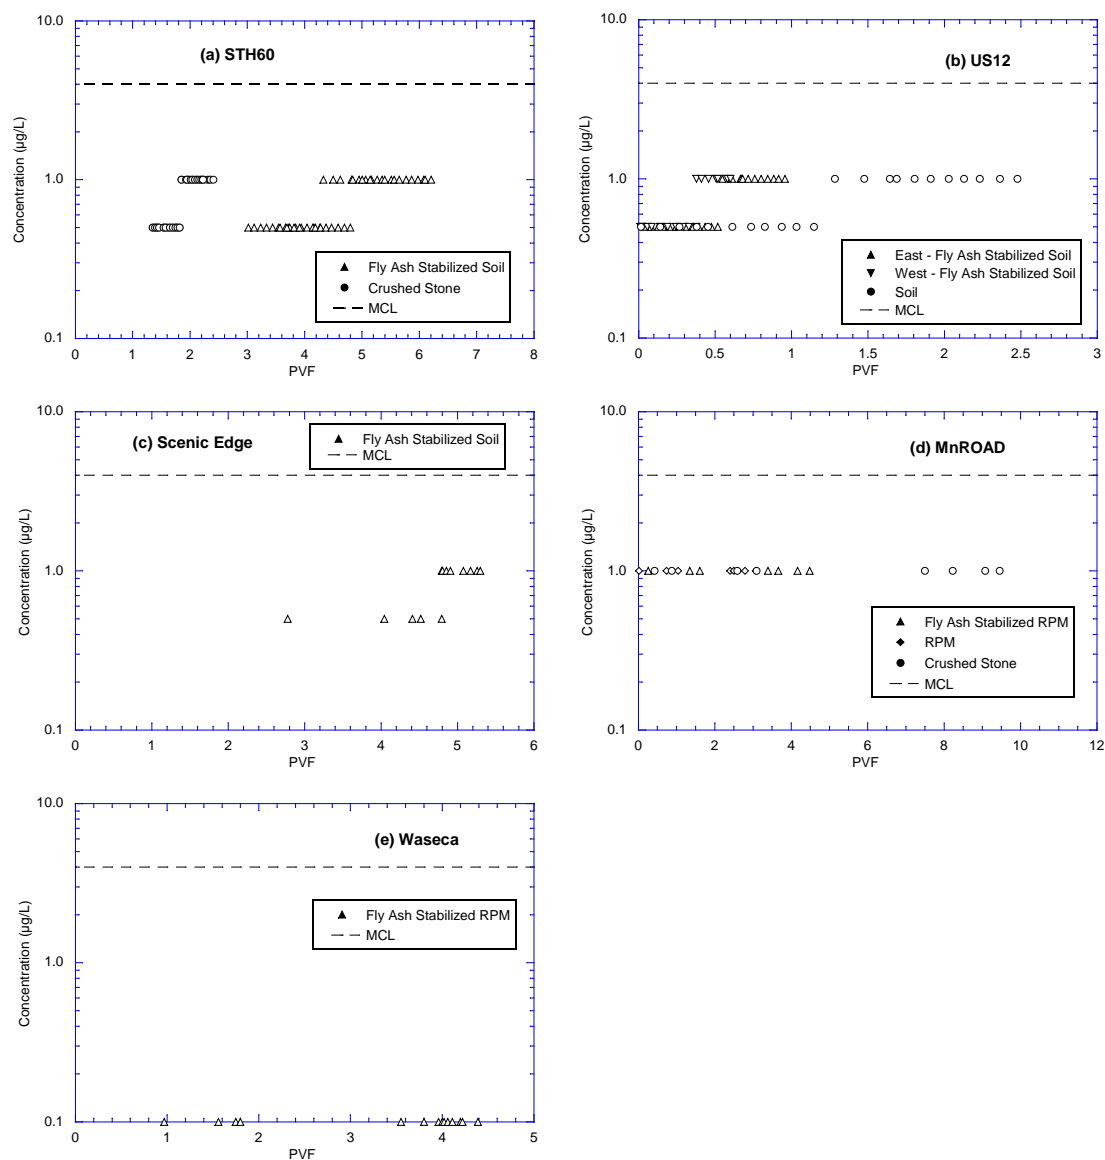 (a) STH60
Concentration (µg/L)
10.0
1.0
0.1
Fly Ash Stabilized Soil
Crushed Stone
MCL
0 1 2 3 4 5 6 7 8
PVF
(b) US12
Concentration (µg/L)
10.0
1.0
0.1
East - Fly Ash Stabilized Soil
West - Fly Ash Stabilized Soil
Soil
MCL
0 0.5 1 1.5 2 2.5 3
PVF
(c) Scenic Edge
Concentration (µg/L)
10.0
1.0
0.1
Fly Ash Stabilized Soil
MCL
0 1 2 3 4 5 6
PVF
(d) MnROAD
Concentration (µg/L)
10.0
1.0
0.1
Fly Ash Stabilized RPM
RPM
Crushed Stone
MCL
0 2 4 6 8 10 12
PVF
(e) Waseca
Concentration (µg/L)
10.0
1.0
0.1
Fly Ash Stabilized RPM
MCL
0 1 2 3 4 5
PVF